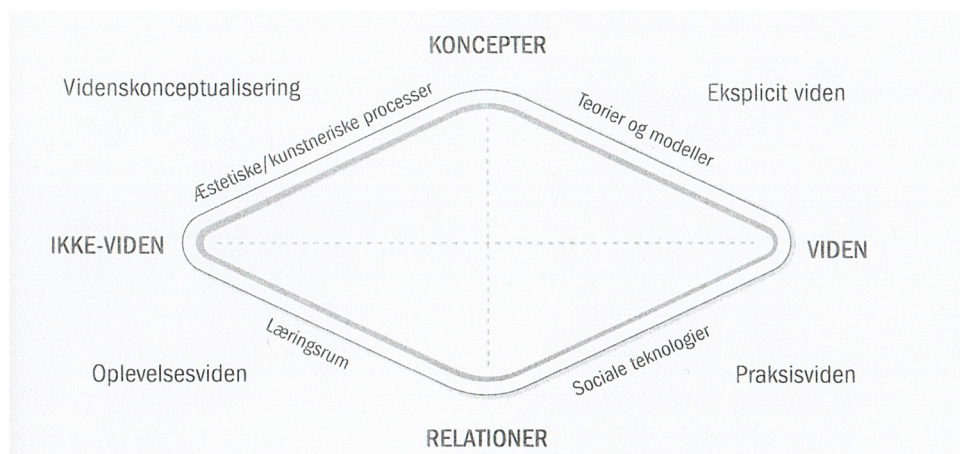 KONCEPTER
Videnskonceptualisering
Eksplicit viden
Æstetiske/kunstneriske processer
Teorier og modeller
IKKE-VIDEN
VIDEN
Læringsrum
Sociale teknologier
Oplevelsesviden
Praksisviden
RELATIONER